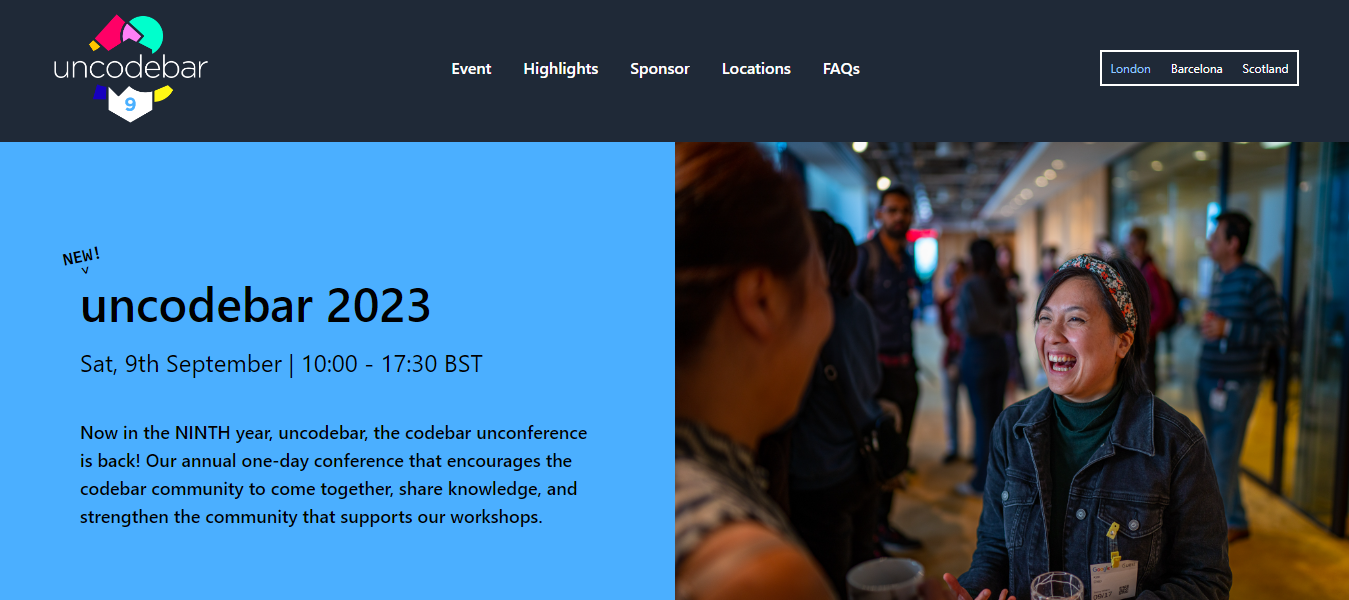 uncodebar
9
Event Highlights Sponsor Locations FAQs
London Barcelona Scotland
NEW!
uncodebar 2023
Sat, 9th September | 10:00 - 17:30 BST
Now in the NINTH year, uncodebar, the codebar unconference
is back! Our annual one-day conference that encourages the
codebar community to come together, share knowledge, and
strengthen the community that supports our workshops.